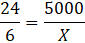 24/6 = 5000/X